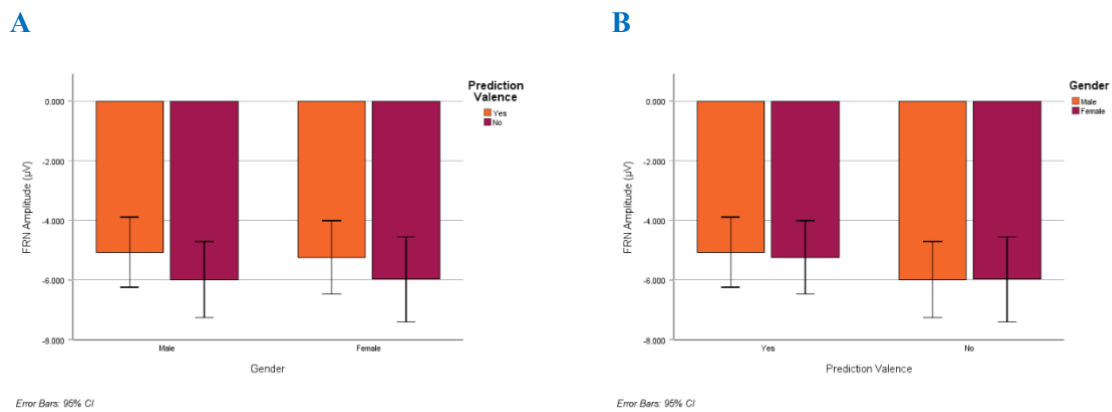 A
Prediction
Valence
Yes
No
0.000
-2.000
-4.000
-6.000
-8.000
FRN Amplitude (µV)
Male
Female
Gender
Error Bars: 95% CI
B
Gender
Male
Female
0.000
-2.000
-4.000
-6.000
-8.000
FRN Amplitude (µV)
Yes
No
Prediction Valence
Error Bars: 95% CI